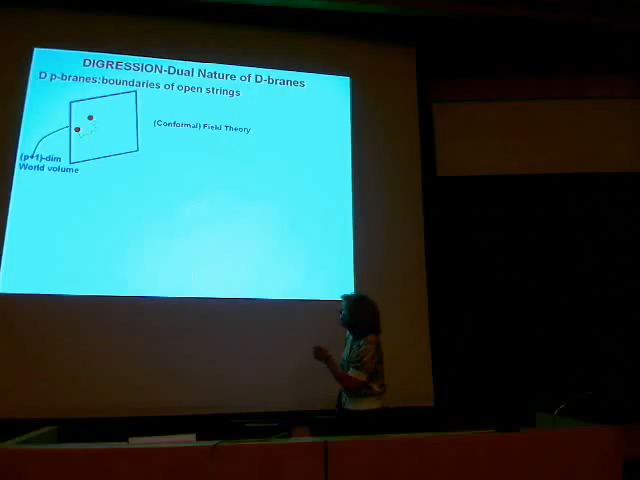 DIGRESSION-Dual Nature of D-branes
D p-branes:boundaries of open strings
(Conformal) Field Theory
(p+1)-dim
World volume